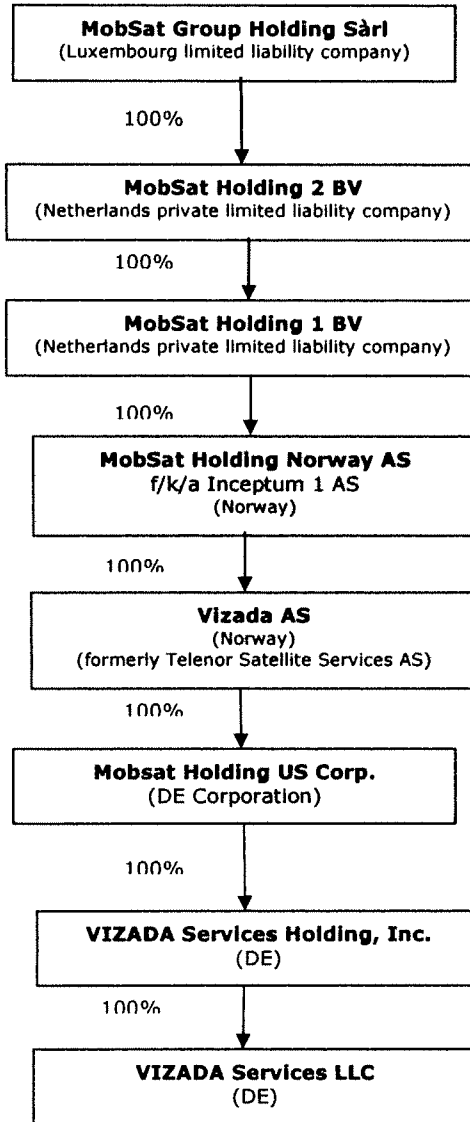 MobSat Group Holding Sàrl
(Luxembourg limited liability company)
100%
MobSat Holding 2 BV
(Netherlands private limited liability company)
100%
MobSat Holding 1 BV
(Netherlands private limited liability company)
100%
MobSat Holding Norway AS
f/k/a Inceptum 1 AS
(Norway)
100%
Vizada AS
(Norway)
(formerly Telenor Satellite Services AS)
100%
Mobsat Holding US Corp.
(DE Corporation)
100%
VIZADA Services Holding, Inc.
(DE)
100%
VIZADA Services LLC
(DE)